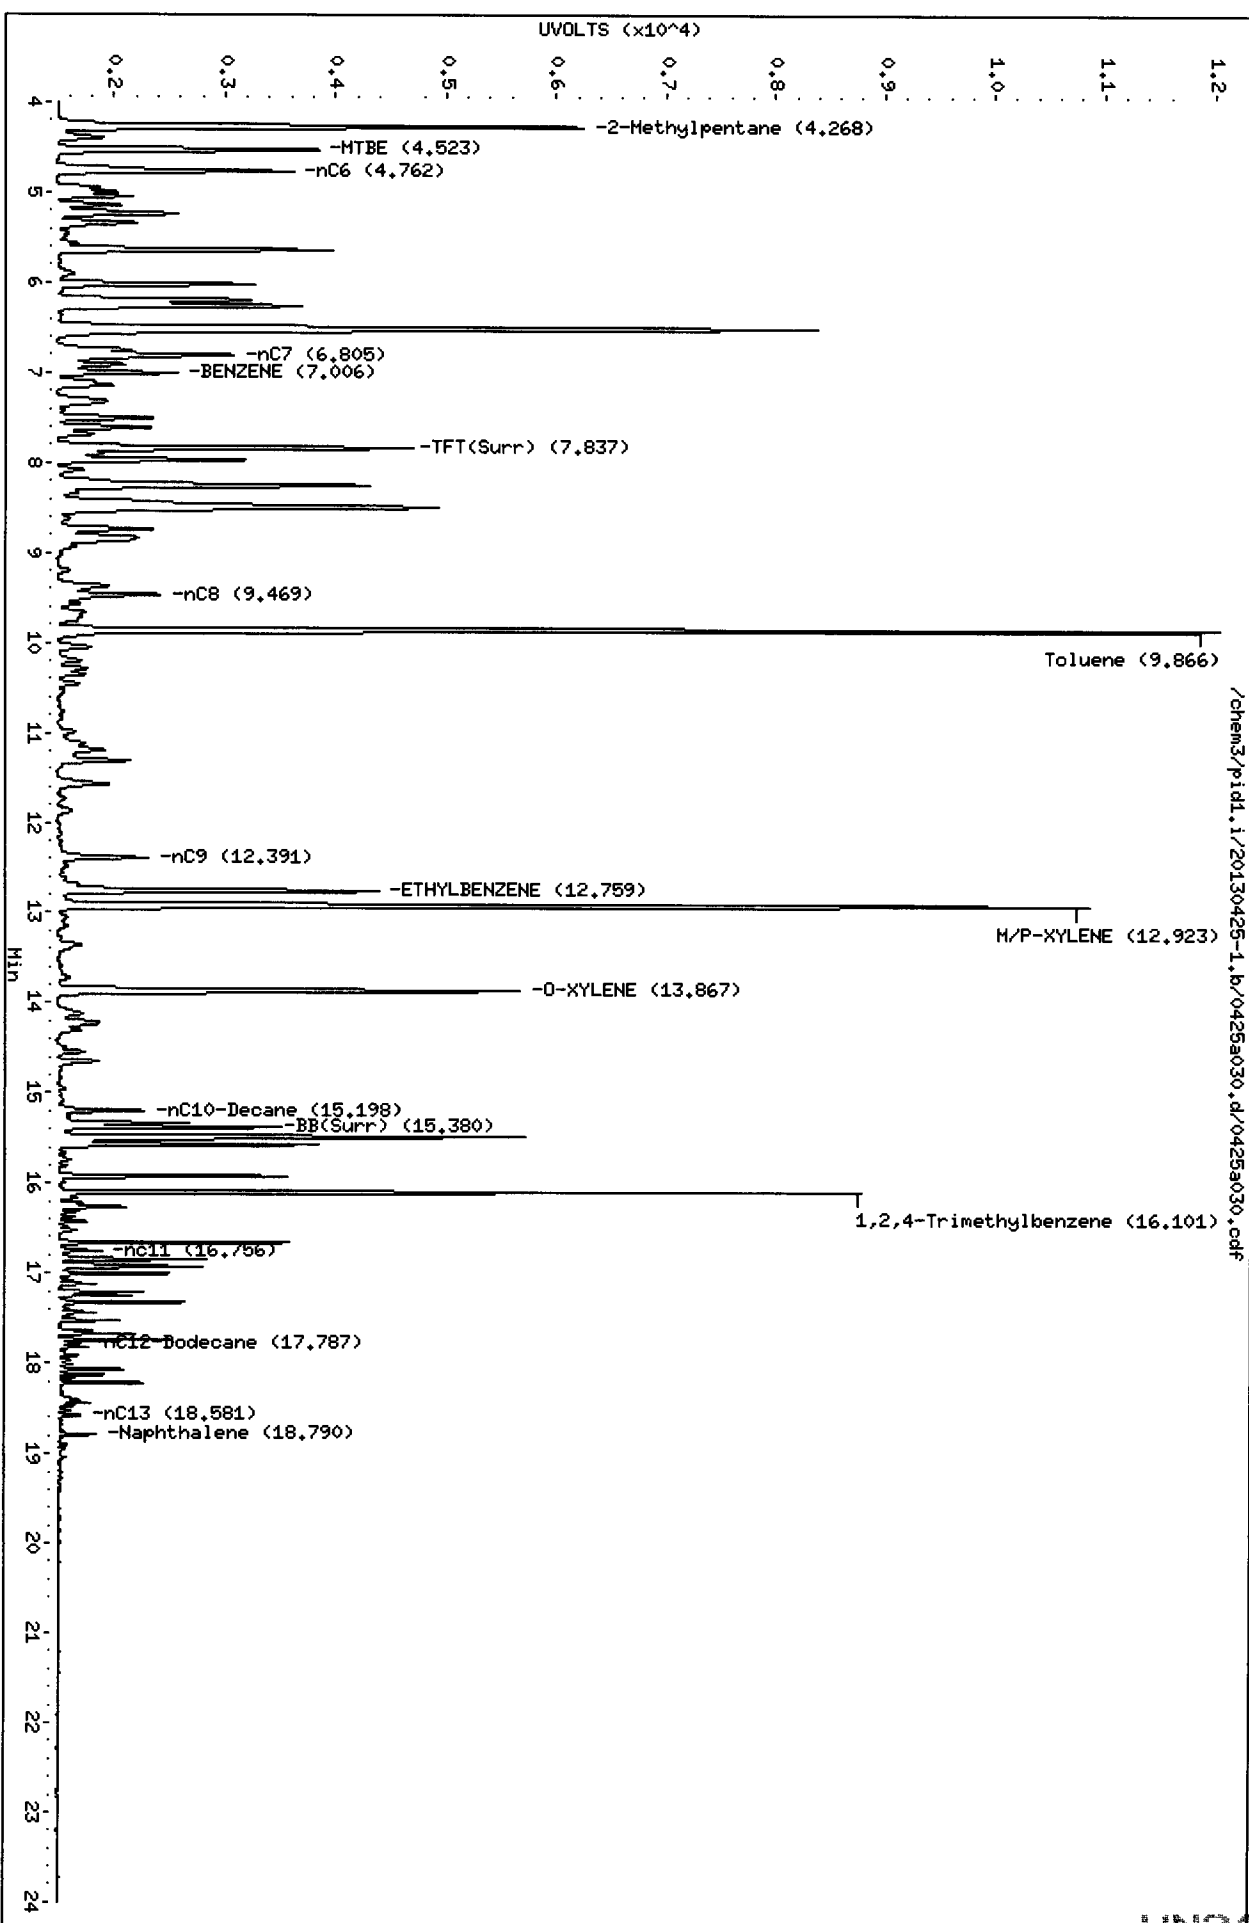 /chem3/pid1.i/20130425-1.b/0425a030.d/0425a030.cdf
UVOLTS (x10^4)
1.2-
1.1-
1.0-
0.9-
0.8-
0.7-
0.6-
0.5-
0.4-
0.3-
0.2-
-2-Methylpentane (4.268)
-MTBE (4.523)
-nC6 (4.762)
-nC7 (6.805)
-BENZENE (7.006)
-TFT(Surr) (7.837)
-nC8 (9.469)
Toluene (9.866)
-nC9 (12.391)
-ETHYLBENZENE (12.759)
M/P-XYLENE (12.923)
-O-XYLENE (13.867)
-nC10-Decane (15.198)
-BB(Surr) (15.380)
1,2,4-Trimethylbenzene (16.101)
-nc11 (16.756)
-nC12-Dodecane (17.787)
-nC13 (18.581)
-Naphthalene (18.790)
4
5
6
7
8
9
10
11
12
13
14
15
16
17
18
19
20
21
22
23
24
Min